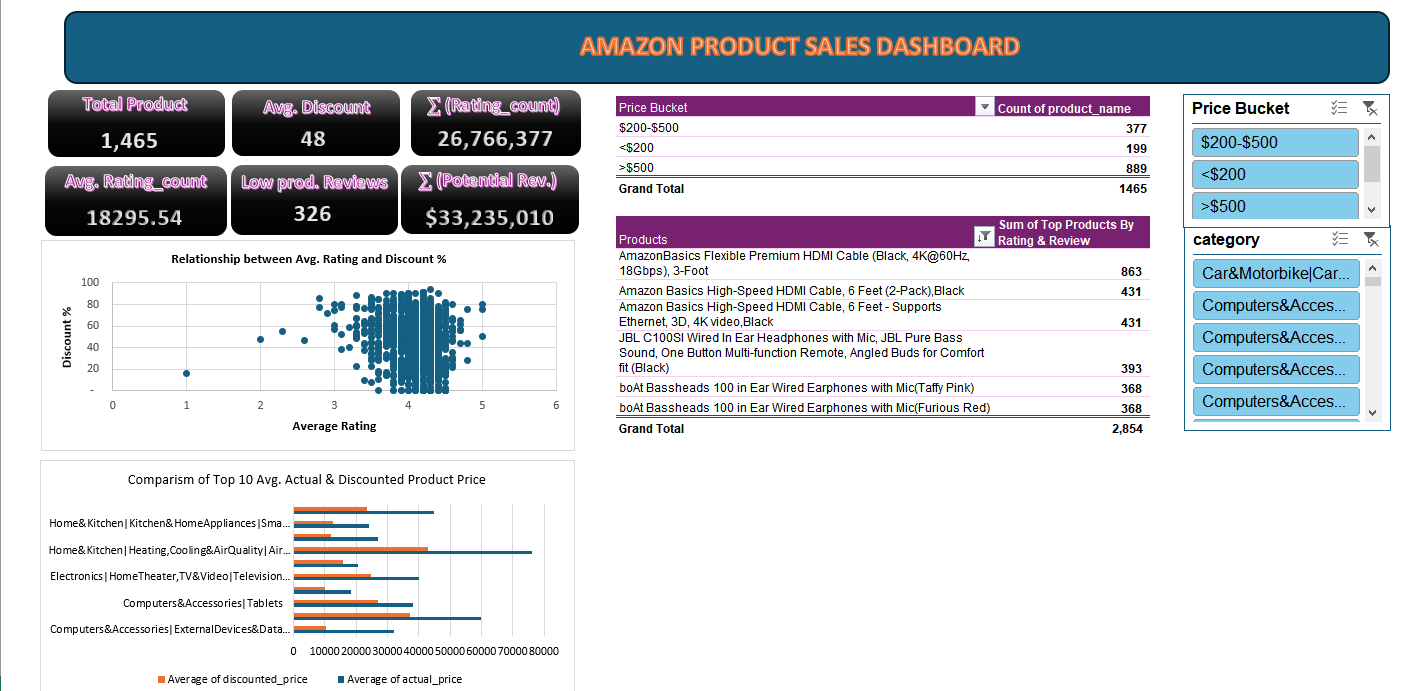 AMAZON PRODUCT SALES DASHBOARD
Total Product
1,465
Avg. Discount
48
∑ (Rating_count)
26,766,377
Avg. Rating_count
18295.54
Low prod. Reviews
326
∑ (Potential Rev.)
$33,235,010
Relationship between Avg. Rating and Discount %
Discount %
100
80
60
40
20
-
0 1 2 3 4 5 6
Average Rating
Comparism of Top 10 Avg. Actual & Discounted Product Price
Home&Kitchen|Kitchen&HomeAppliances|Sma...
Home&Kitchen|Heating,Cooling&AirQuality|Air...
Electronics|HomeTheater,TV&Video|Television...
Computers&Accessories|Tablets
Computers&Accessories|ExternalDevices&Data...
0 10000 20000 30000 40000 50000 60000 70000 80000
Average of discounted_price Average of actual_price
Price Bucket Count of product_name
$200-$500 377
<$200 199
>$500 889
Grand Total 1465
Products Sum of Top Products By
Rating & Review
AmazonBasics Flexible Premium HDMI Cable (Black, 4K@60Hz,
18Gbps), 3-Foot 863
Amazon Basics High-Speed HDMI Cable, 6 Feet (2-Pack),Black 431
Amazon Basics High-Speed HDMI Cable, 6 Feet - Supports
Ethernet, 3D, 4K video,Black 431
JBL C100SI Wired In Ear Headphones with Mic, JBL Pure Bass
Sound, One Button Multi-function Remote, Angled Buds for Comfort
fit (Black) 393
boAt Bassheads 100 in Ear Wired Earphones with Mic(Taffy Pink) 368
boAt Bassheads 100 in Ear Wired Earphones with Mic(Furious Red) 368
Grand Total 2,854
Price Bucket
$200-$500
<$200
>$500
category
Car&Motorbike|Car...
Computers&Acces...
Computers&Acces...
Computers&Acces...
Computers&Acces...